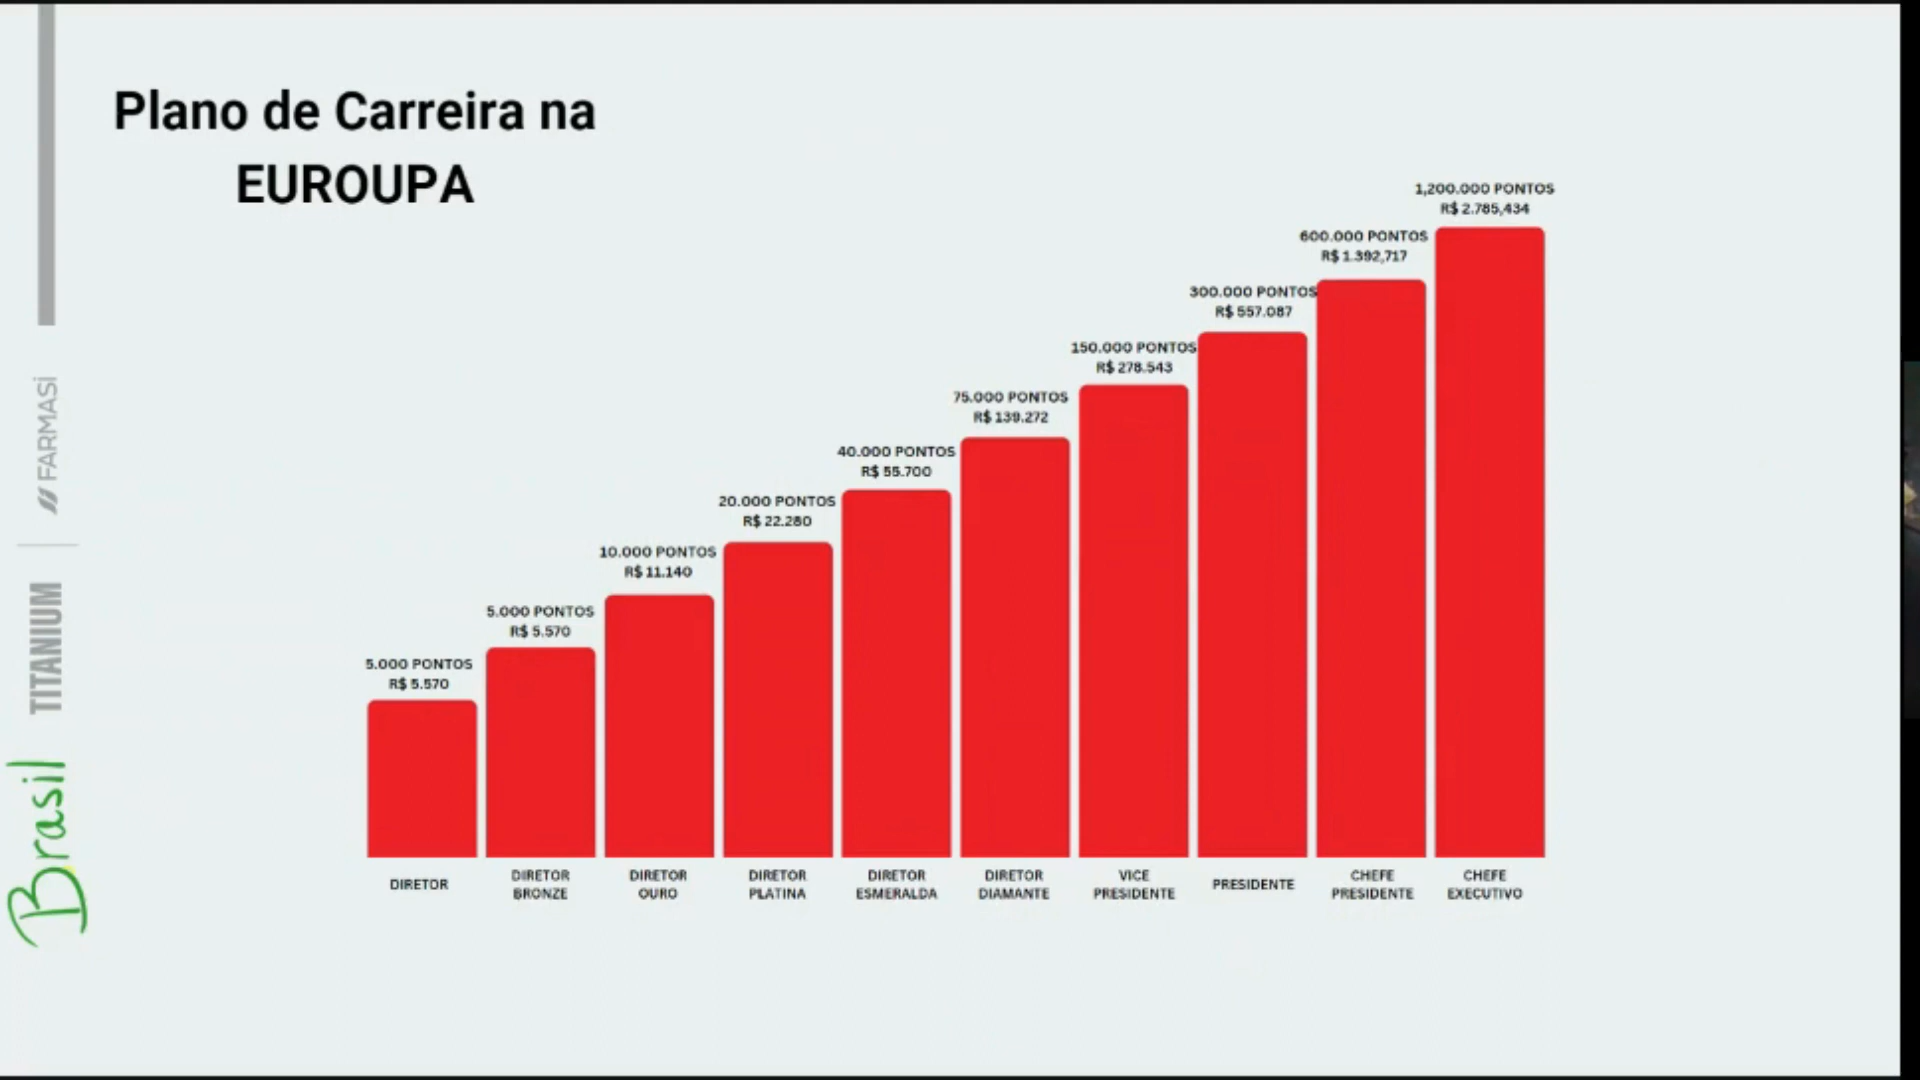 Plano de Carreira na
EUROUPA
FARMASi
TITANIUM
Brasil
5.000 PONTOS
R$ 5.570
5.000 PONTOS
R$ 5.570
10.000 PONTOS
R$ 11.140
20.000 PONTOS
R$ 22.280
40.000 PONTOS
R$ 55.700
75.000 PONTOS
R$ 139.272
150.000 PONTOS
R$ 278.543
300.000 PONTOS
R$ 557.087
600.000 PONTOS
R$ 1.392,717
1,200.000 PONTOS
R$ 2.785,434
DIRETOR
DIRETOR
BRONZE
DIRETOR
OURO
DIRETOR
PLATINA
DIRETOR
ESMERALDA
DIRETOR
DIAMANTE
VICE
PRESIDENTE
PRESIDENTE
CHEFE
PRESIDENTE
CHEFE
EXECUTIVO